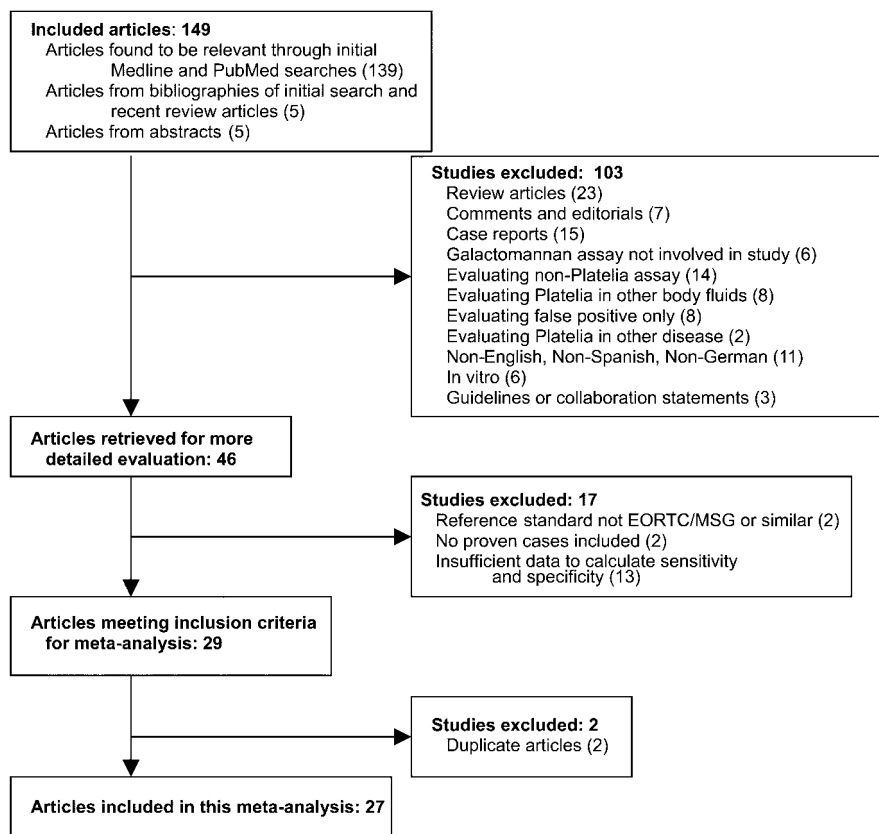 Included articles: 149
Articles found to be relevant through initial
Medline and PubMed searches (139)
Articles from bibliographies of initial search and
recent review articles (5)
Articles from abstracts (5)
Studies excluded: 103
Review articles (23)
Comments and editorials (7)
Case reports (15)
Galactomannan assay not involved in study (6)
Evaluating non-Platelia assay (14)
Evaluating Platelia in other body fluids (8)
Evaluating false positive only (8)
Evaluating Platelia in other disease (2)
Non-English, Non-Spanish, Non-German (11)
In vitro (6)
Guidelines or collaboration statements (3)
Articles retrieved for more
detailed evaluation: 46
Studies excluded: 17
Reference standard not EORTC/MSG or similar (2)
No proven cases included (2)
Insufficient data to calculate sensitivity
and specificity (13)
Articles meeting inclusion criteria
for meta-analysis: 29
Studies excluded: 2
Duplicate articles (2)
Articles included in this meta-analysis: 27